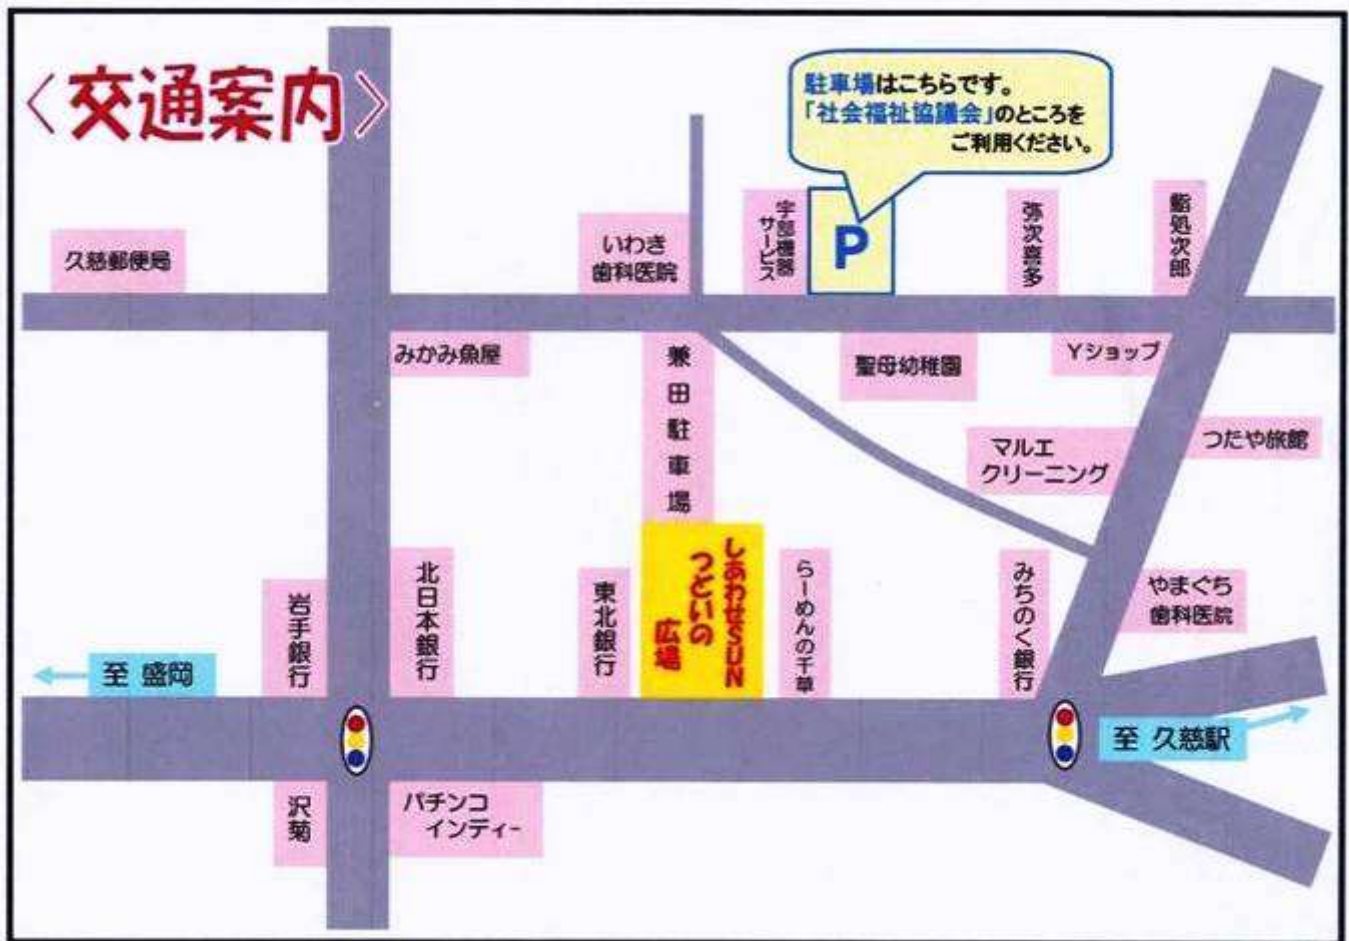 〈交通案内〉
駐車場はこちらです。
「社会福祉協議会」のところを
ご利用ください。
久慈郵便局
いわき
歯科医院
宇部機器
サービス
P
弥次喜多
鮨処次郎
みかみ魚屋
兼田駐車場
聖母幼稚園
Yショップ
マルエ
クリーニング
つたや旅館
岩手銀行
北日本銀行
東北銀行
しあわせSUN
つどいの
広場
らーめんの千草
みちのく銀行
やまぐち
歯科医院
至 盛岡
至 久慈駅
沢菊
パチンコ
インディー